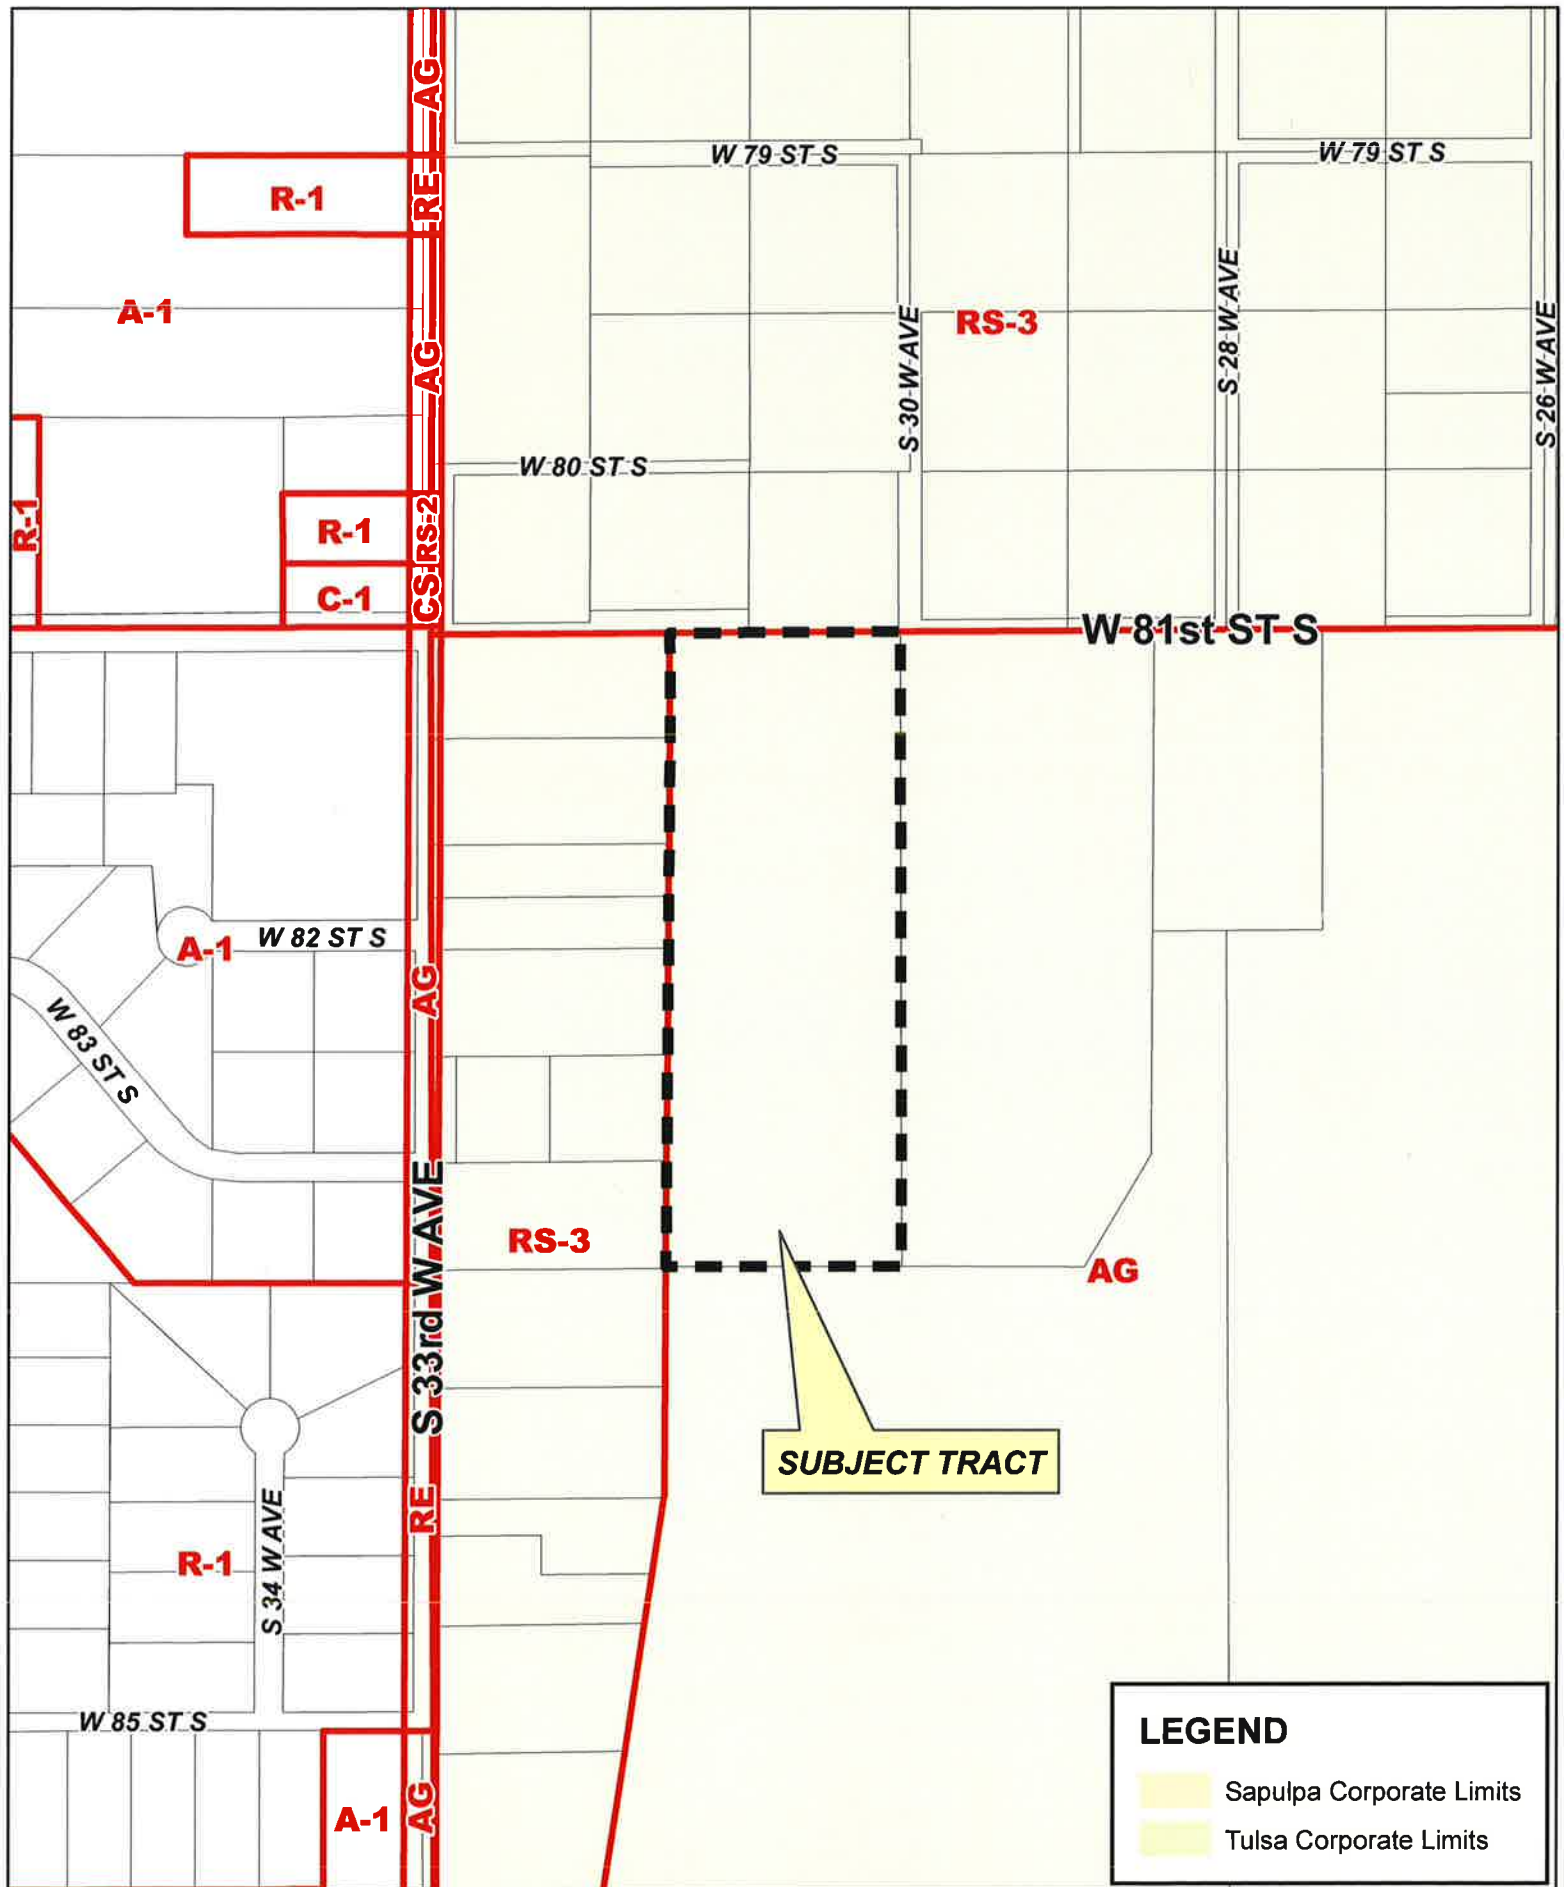 AG
W 79 ST S
W 79 ST S
R-1
RE
A-1
RS-3
S 30 W AVE
S 28 W AVE
S 26 W AVE
AG
W 80 ST S
R-1
R-1
RS-2
C-1
CS
W 81st ST S
A-1
W 82 ST S
AG
W 83 ST S
S 33rd W AVE
RS-3
AG
SUBJECT TRACT
RE
R-1
S 34 W AVE
W 85 ST S
A-1
AG
LEGEND
Sapulpa Corporate Limits
Tulsa Corporate Limits